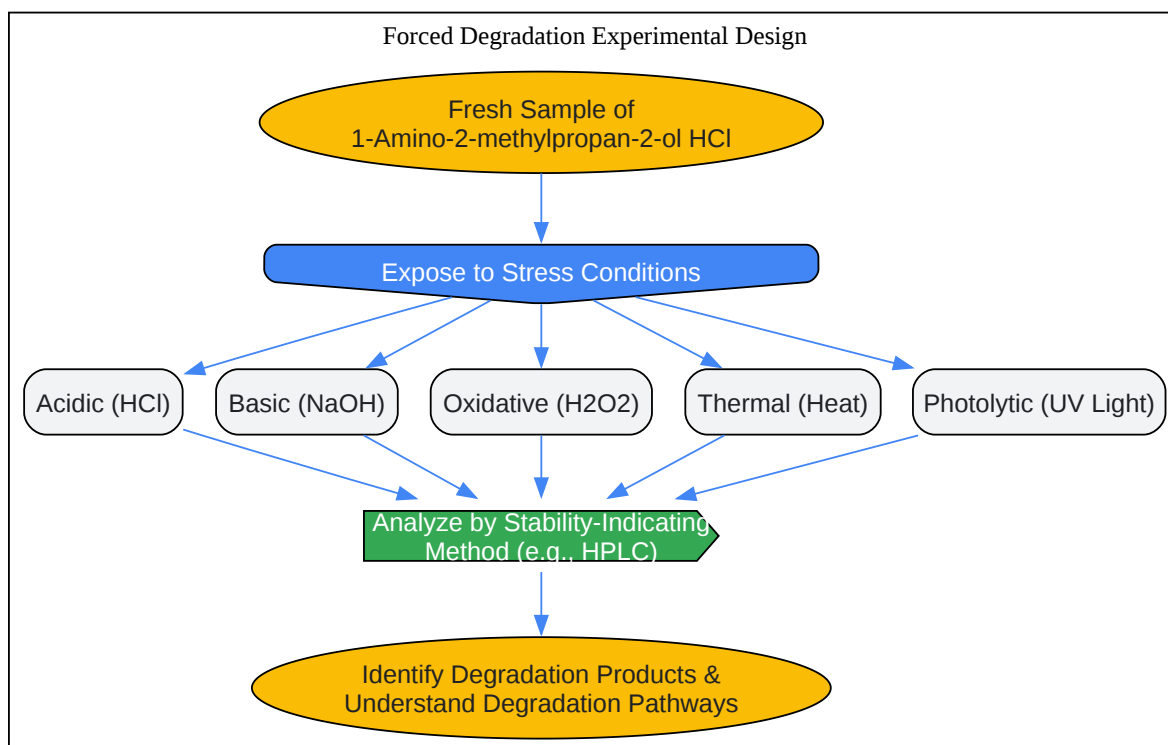 Forced Degradation Experimental Design
Fresh Sample of
1-Amino-2-methylpropan-2-ol HCl
Expose to Stress Conditions
Acidic (HCl)
Basic (NaOH)
Oxidative (H2O2)
Thermal (Heat)
Photolytic (UV Light)
Analyze by Stability-Indicating
Method (e.g., HPLC)
Identify Degradation Products &
Understand Degradation Pathways